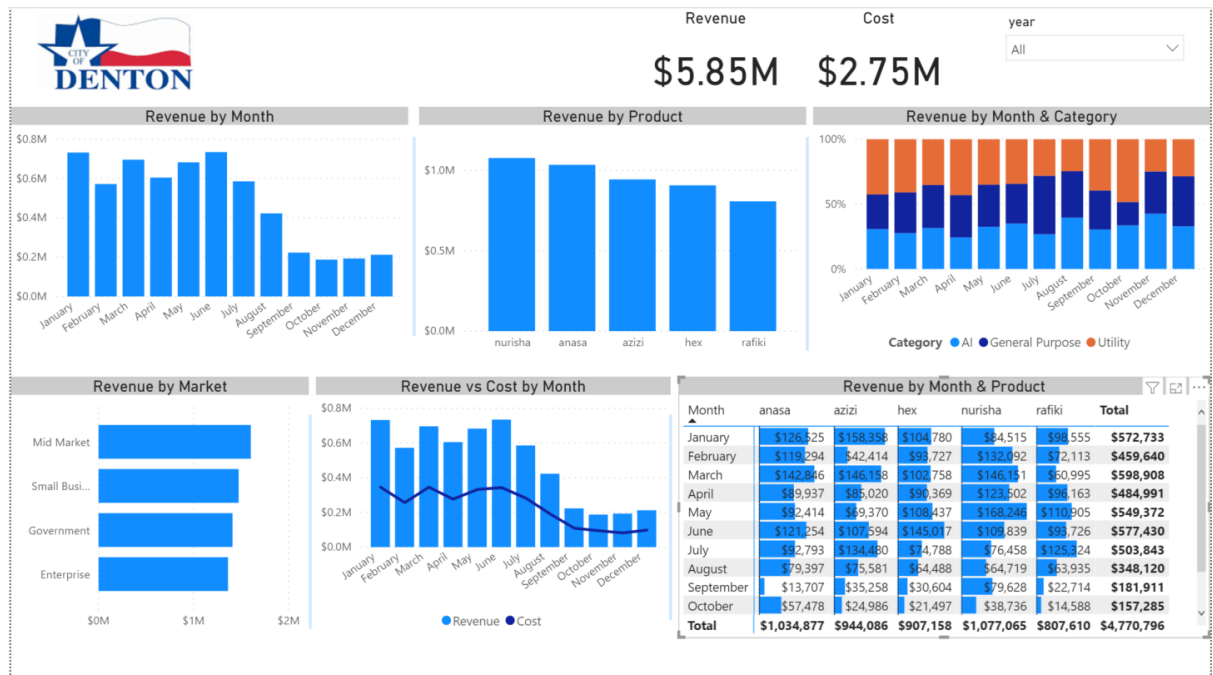 CITY
OF
DENTON
Revenue
$5.85M
Cost
$2.75M
year
All
Revenue by Month
$0.8M
$0.6M
$0.4M
$0.2M
$0.0M
January
February
March
April
May
June
July
August
September
October
November
December
Revenue by Product
$1.0M
$0.5M
$0.0M
nurisha
anasa
azizi
hex
rafiki
Revenue by Month & Category
100%
50%
0%
January
February
March
April
May
June
July
August
September
October
November
December
Category AI General Purpose Utility
Revenue by Market
Mid Market
Small Busi...
Government
Enterprise
$0M $1M $2M
Revenue vs Cost by Month
$0.8M
$0.6M
$0.4M
$0.2M
$0.0M
January
February
March
April
May
June
July
August
September
October
November
December
Revenue Cost
Revenue by Month & Product
Month anasa azizi hex nurisha rafiki Total
January $126,525 $158,358 $104,780 $84,515 $98,555 $572,733
February $119,294 $42,414 $93,727 $132,092 $72,113 $459,640
March $142,846 $146,158 $102,758 $146,151 $60,995 $598,908
April $89,937 $85,020 $90,369 $123,502 $96,163 $484,991
May $92,414 $69,370 $108,437 $168,246 $110,905 $549,372
June $121,254 $107,594 $145,017 $109,839 $93,726 $577,430
July $92,793 $134,480 $74,788 $76,458 $125,324 $503,843
August $79,397 $75,581 $64,488 $64,719 $63,935 $348,120
September $13,707 $35,258 $30,604 $79,628 $22,714 $181,911
October $57,478 $24,986 $21,497 $38,736 $14,588 $157,285
Total $1,034,877 $944,086 $907,158 $1,077,065 $807,610 $4,770,796